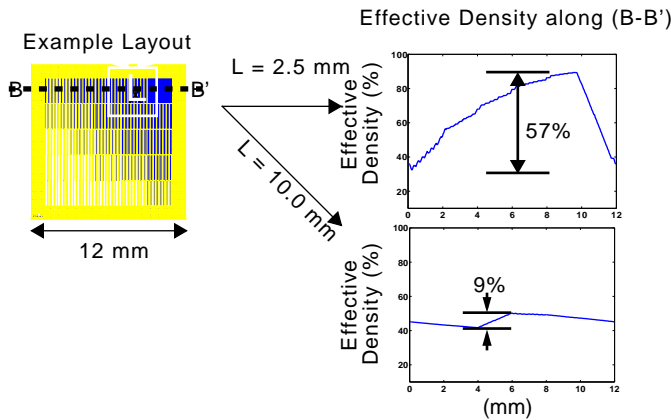 Effective Density along (B-B')
Example Layout
B
B'
L
12 mm
L = 2.5 mm
L = 10.0 mm
Effective
Density (%)
100
80
60
40
20
0
2
4
6
8
10
12
57%
Effective
Density (%)
100
80
60
40
20
0
2
4
6
8
10
12
9%
(mm)